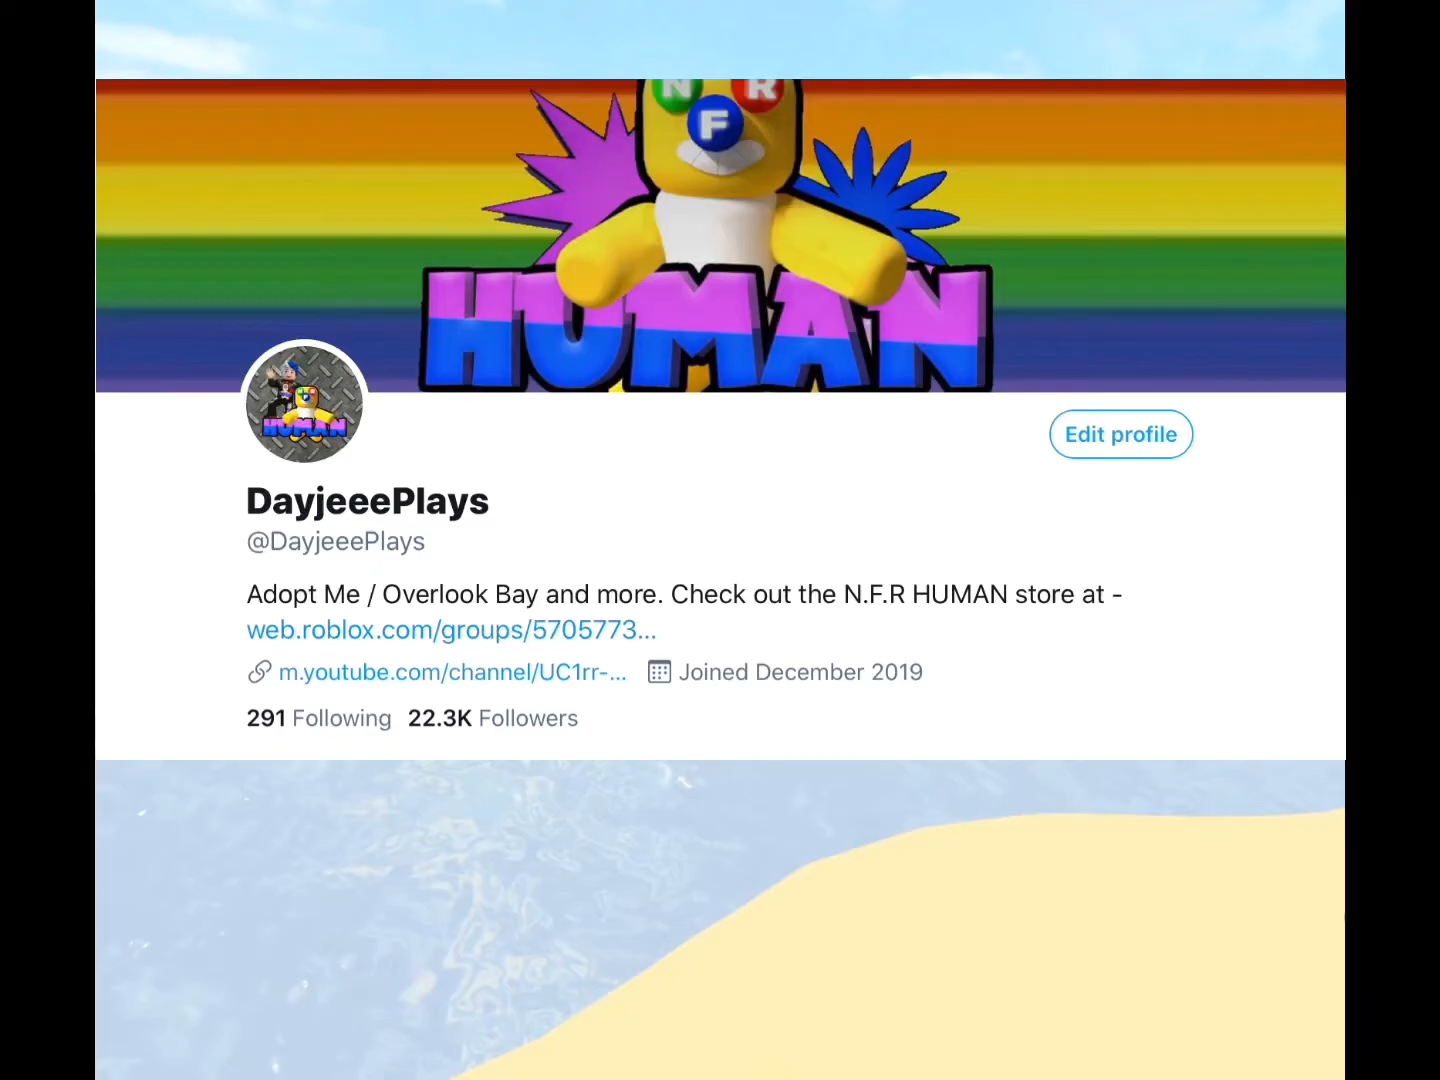 N R
F
HUMAN
HUMAN
Edit profile
DayjeeePlays
@DayjeeePlays
Adopt Me / Overlook Bay and more. Check out the N.F.R HUMAN store at -
web.roblox.com/groups/5705773...
m.youtube.com/channel/UC1rr-... Joined December 2019
291 Following 22.3K Followers